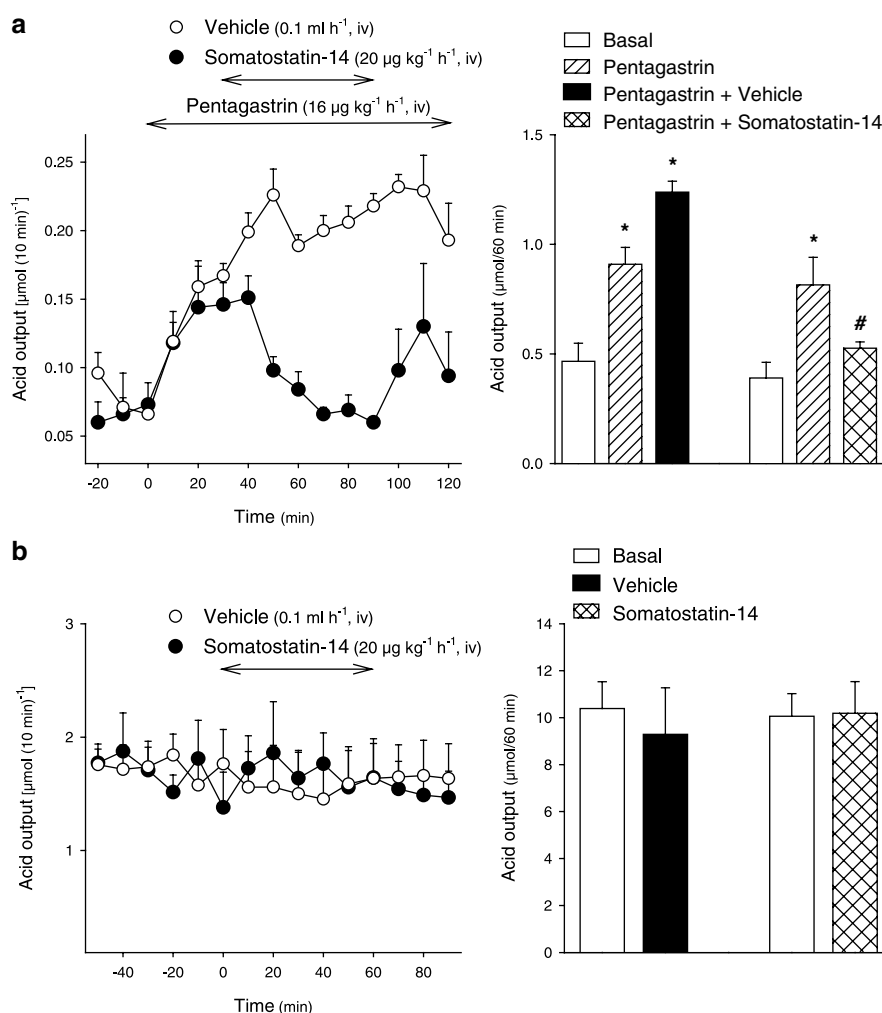 a
Vehicle (0.1 ml h⁻¹, iv)
Somatostatin-14 (20 µg kg⁻¹ h⁻¹, iv)
Pentagastrin (16 µg kg⁻¹ h⁻¹, iv)
Acid output [µmol (10 min)⁻¹]
0.25
0.20
0.15
0.10
0.05
-20 0 20 40 60 80 100 120
Time (min)
Basal
Pentagastrin
Pentagastrin + Vehicle
Pentagastrin + Somatostatin-14
Acid output (µmol/60 min)
1.5
1.0
0.5
0.0
* * * #
b
Vehicle (0.1 ml h⁻¹, iv)
Somatostatin-14 (20 µg kg⁻¹ h⁻¹, iv)
Acid output [µmol (10 min)⁻¹]
3
2
1
-40 -20 0 20 40 60 80
Time (min)
Basal
Vehicle
Somatostatin-14
Acid output (µmol/60 min)
14
12
10
8
6
4
2
0